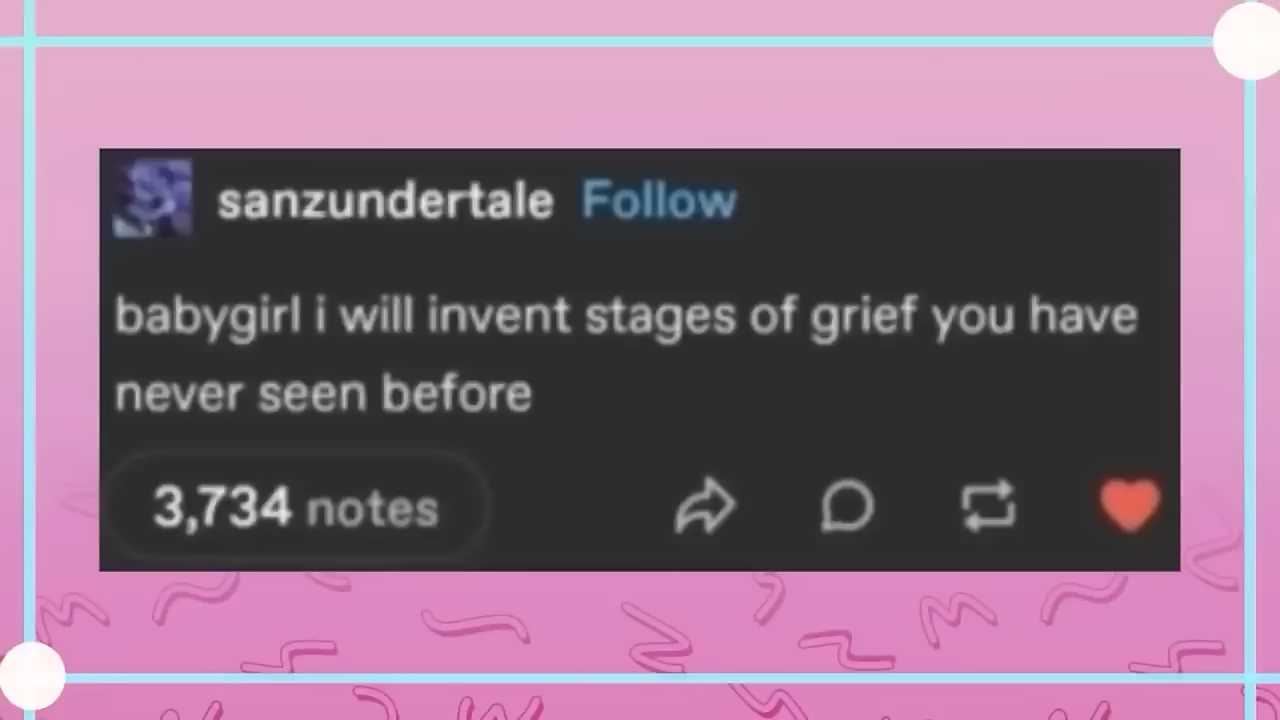 sanzundertale Follow
babygirl i will invent stages of grief you have
never seen before
3,734 notes